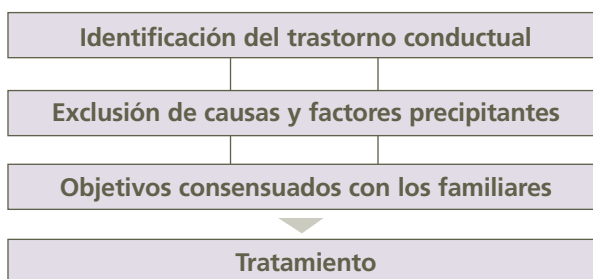 Identificación del trastorno conductual
Exclusión de causas y factores precipitantes
Objetivos consensuados con los familiares
Tratamiento